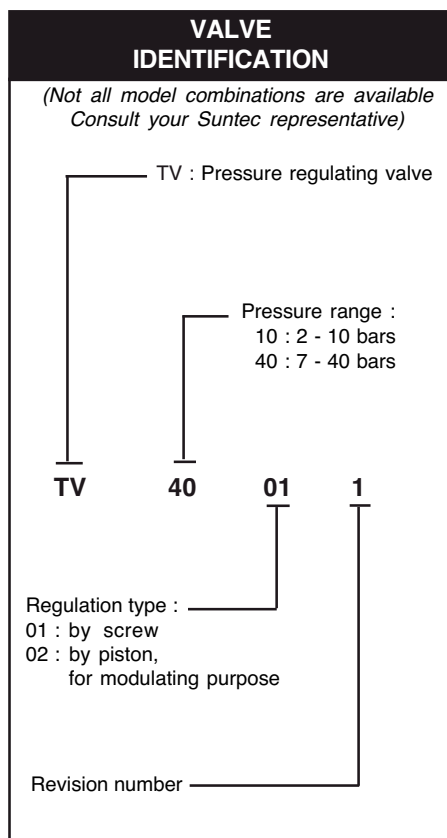 VALVE
IDENTIFICATION
(Not all model combinations are available
Consult your Suntec representative)
TV : Pressure regulating valve
Pressure range :
10 : 2 - 10 bars
40 : 7 - 40 bars
TV 40 01 1
Regulation type :
01 : by screw
02 : by piston,
for modulating purpose
Revision number